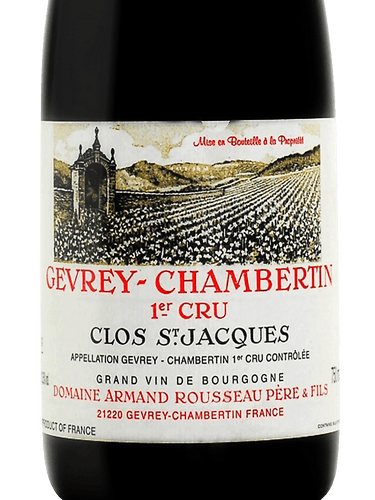 Mise en Bouteille à la Propriété
GEVREY-CHAMBERTIN
1er CRU
CLOS ST.JACQUES
APPELLATION GEVREY - CHAMBERTIN 1er CRU CONTRÔLÉE
GRAND VIN DE BOURGOGNE
DOMAINE ARMAND ROUSSEAU PÈRE & FILS
21220 GEVREY-CHAMBERTIN FRANCE
PRODUCT OF FRANCE